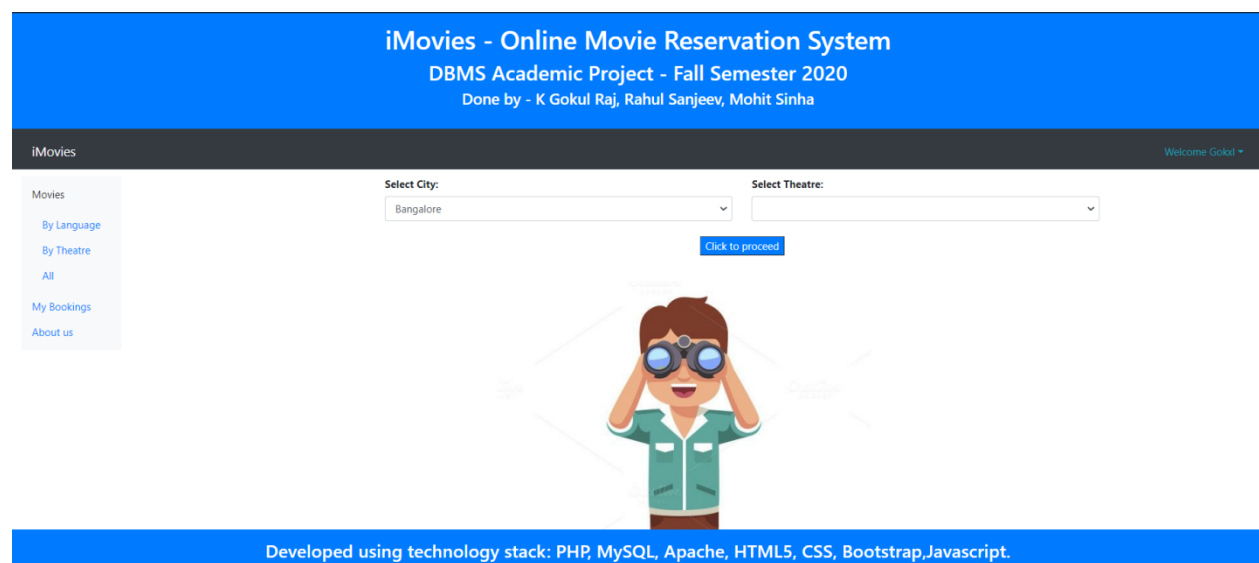 iMovies - Online Movie Reservation System
DBMS Academic Project - Fall Semester 2020
Done by - K Gokul Raj, Rahul Sanjeev, Mohit Sinha
iMovies
Welcome Gokxl
Movies
By Language
By Theatre
All
My Bookings
About us
Select City:
Select Theatre:
Bangalore
Click to proceed
Developed using technology stack: PHP, MySQL, Apache, HTML5, CSS, Bootstrap,Javascript.